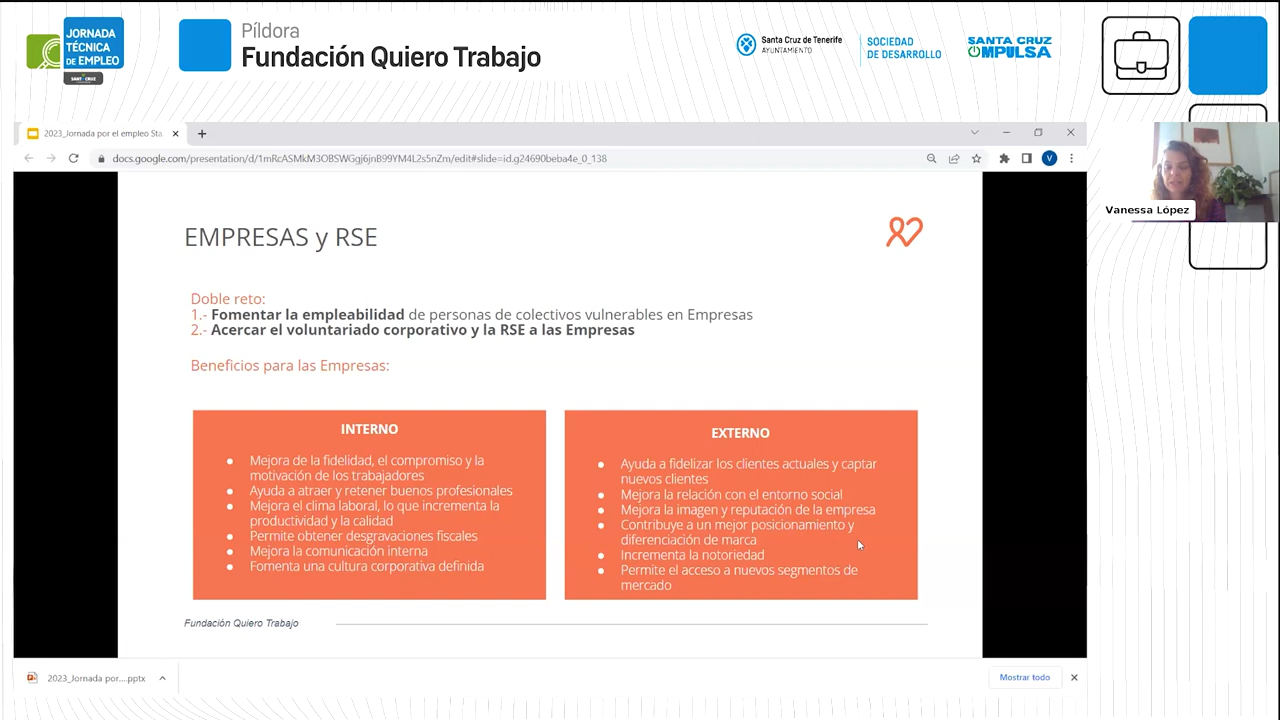 JORNADA
TÉCNICA
DE EMPLEO
Píldora
Fundación Quiero Trabajo
Santa Cruz de Tenerife
AYUNTAMIENTO
SOCIEDAD
DE DESARROLLO
SANTA CRUZ
IMPULSA
2023_Jornada por el empleo Sta
docs.google.com/presentation/d/1mRcASMkM3OBSWGgj6jnB99YM4L2s5nZm/edit#slide=id.g24690beba4e_0_138
V
Vanessa López
EMPRESAS y RSE
Doble reto:
1.- Fomentar la empleabilidad de personas de colectivos vulnerables en Empresas
2.- Acercar el voluntariado corporativo y la RSE a las Empresas
Beneficios para las Empresas:
INTERNO
● Mejora de la fidelidad, el compromiso y la
motivación de los trabajadores
● Ayuda a atraer y retener buenos profesionales
● Mejora el clima laboral, lo que incrementa la
productividad y la calidad
● Permite obtener desgravaciones fiscales
● Mejora la comunicación interna
● Fomenta una cultura corporativa definida
EXTERNO
● Ayuda a fidelizar los clientes actuales y captar
nuevos clientes
● Mejora la relación con el entorno social
● Mejora la imagen y reputación de la empresa
● Contribuye a un mejor posicionamiento y
diferenciación de marca
● Incrementa la notoriedad
● Permite el acceso a nuevos segmentos de
mercado
Fundación Quiero Trabajo
2023_Jornada por....pptx
Mostrar todo